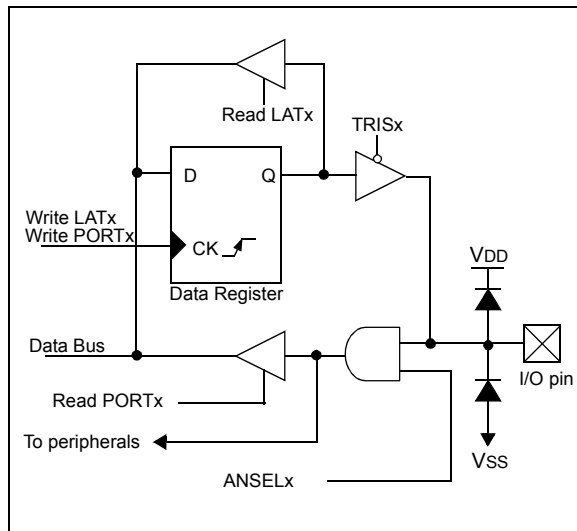 Read LATx
TRISx
D Q
Write LATx
Write PORTx
CK
VDD
Data Register
Data Bus
I/O pin
Read PORTx
To peripherals
VSS
ANSELx